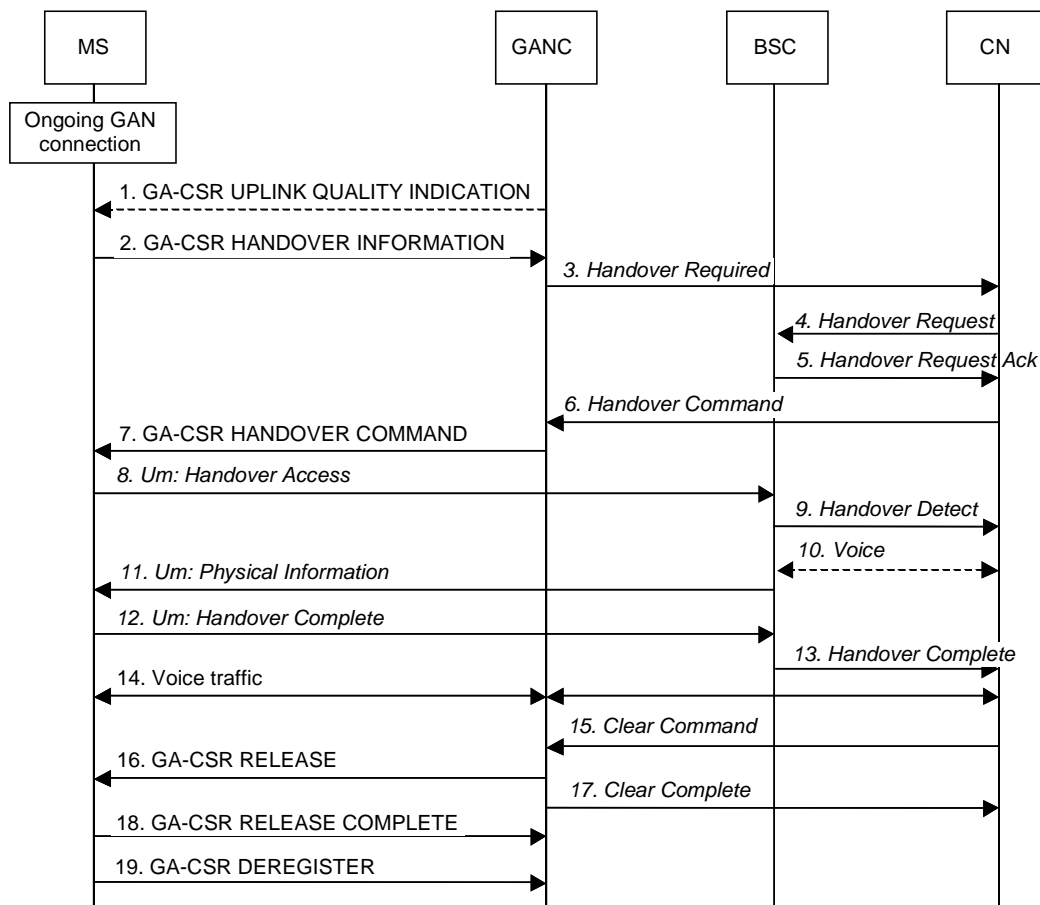 MS
GANC
BSC
CN
Ongoing GAN
connection
1. GA-CSR UPLINK QUALITY INDICATION
2. GA-CSR HANDOVER INFORMATION
3. Handover Required
4. Handover Request
5. Handover Request Ack
6. Handover Command
7. GA-CSR HANDOVER COMMAND
8. Um: Handover Access
9. Handover Detect
10. Voice
11. Um: Physical Information
12. Um: Handover Complete
13. Handover Complete
14. Voice traffic
15. Clear Command
16. GA-CSR RELEASE
17. Clear Complete
18. GA-CSR RELEASE COMPLETE
19. GA-CSR DEREGISTER